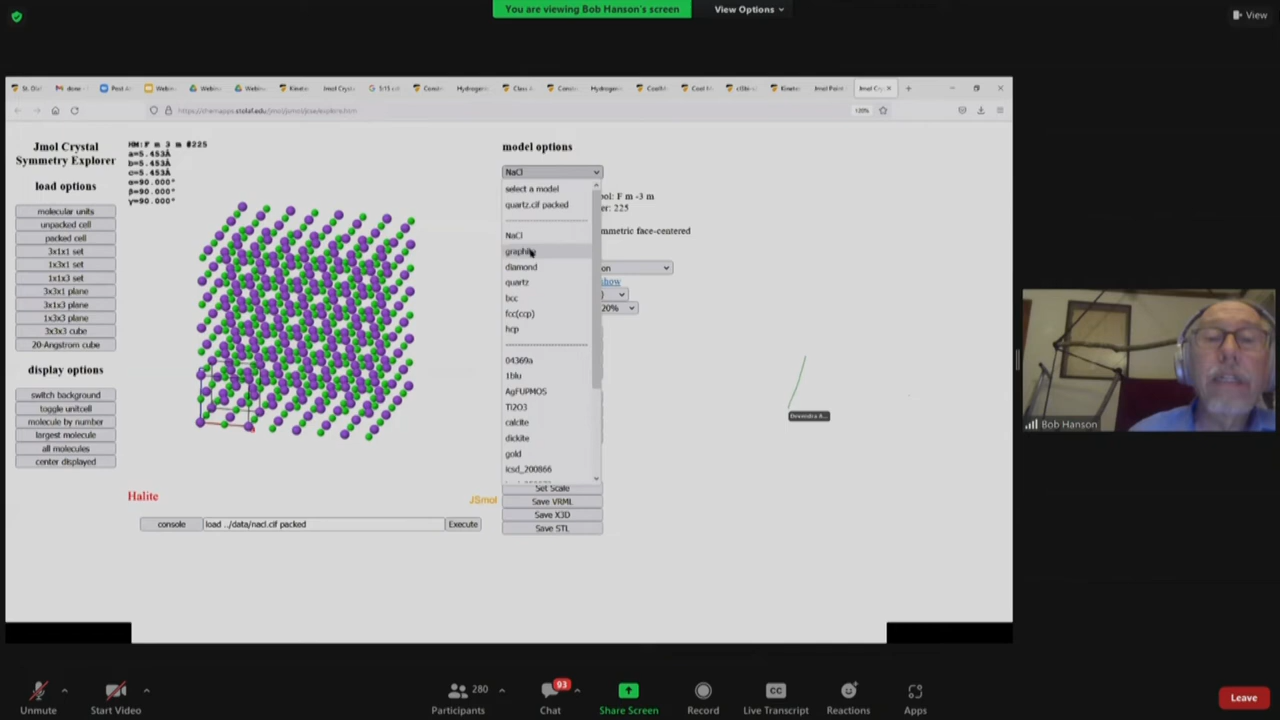 You are viewing Bob Hanson's screen
View Options
View
St. Olaf
Jmol Crystal
Symmetry Explorer
load options
molecular units
unpacked cell
packed cell
3x1x1 set
1x3x1 set
1x1x3 set
3x3x1 plane
3x1x3 plane
1x3x3 plane
3x3x3 cube
20-Angstrom cube
display options
switch background
toggle unitcell
molecule by number
largest molecule
all molecules
center displayed
HM:F m 3 m #225
a=5.453Å
b=5.453Å
c=5.453Å
α=90.000°
β=90.000°
γ=90.000°
Halite
JSmol
console
load ../data/nacl.cif packed
Execute
model options
NaCl
select a model
quartz.cif packed
NaCl
graphite
diamond
quartz
bcc
fcc(ccp)
hcp
04369a
1blu
AgFUPMOS
Ti2O3
calcite
dickite
gold
icsd_200866
ol: F m -3 m
er: 225
mmetric face-centered
on
show
20%
Set Scale
Save VRML
Save X3D
Save STL
120%
Bob Hanson
Unmute
Start Video
280
Participants
93
Chat
Share Screen
Record
CC
Live Transcript
Reactions
Apps
Leave